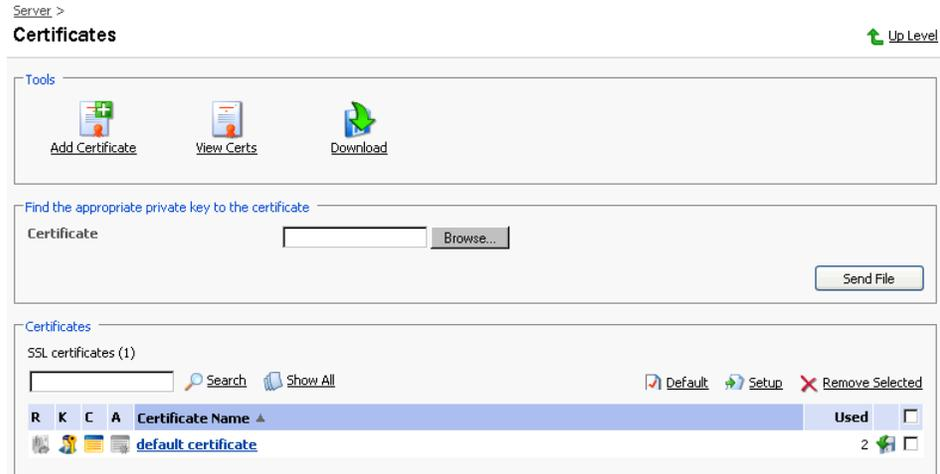 Server >
Certificates
Up Level
Tools
Add Certificate View Certs Download
Find the appropriate private key to the certificate
Certificate Browse...
Send File
Certificates
SSL certificates (1)
Search Show All Default Setup Remove Selected
R K C A Certificate Name Used
default certificate 2